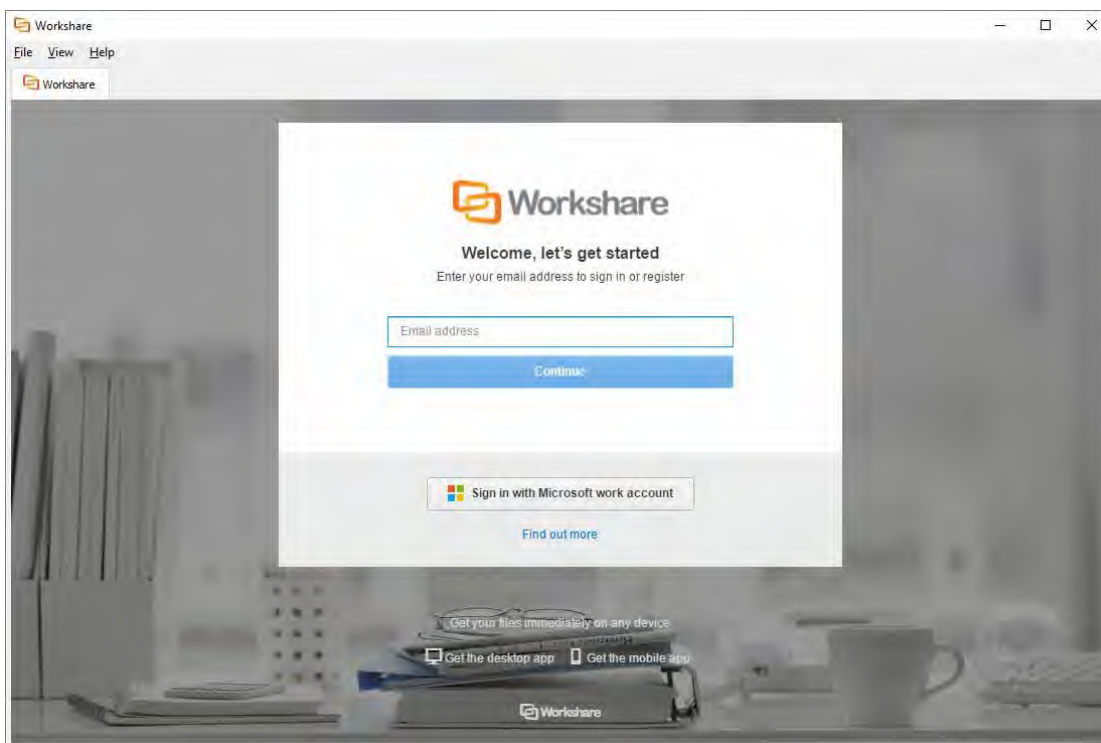 Workshare
File View Help
Workshare
Workshare
Welcome, let's get started
Enter your email address to sign in or register
Email address
Continue
Sign in with Microsoft work account
Find out more
Get your files immediately on any device
Get the desktop app Get the mobile app
Workshare